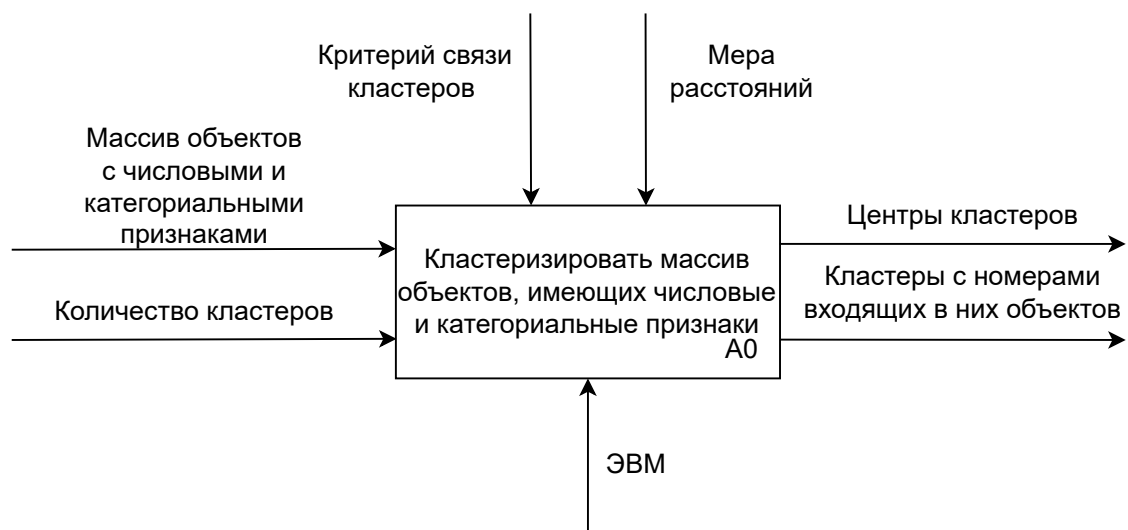 Критерий связи
кластеров
Мера
расстояний
Массив объектов
с числовыми и
категориальными
признаками
Количество кластеров
Кластеризировать массив
объектов, имеющих числовые
и категориальные признаки
А0
Центры кластеров
Кластеры с номерами
входящих в них объектов
ЭВМ